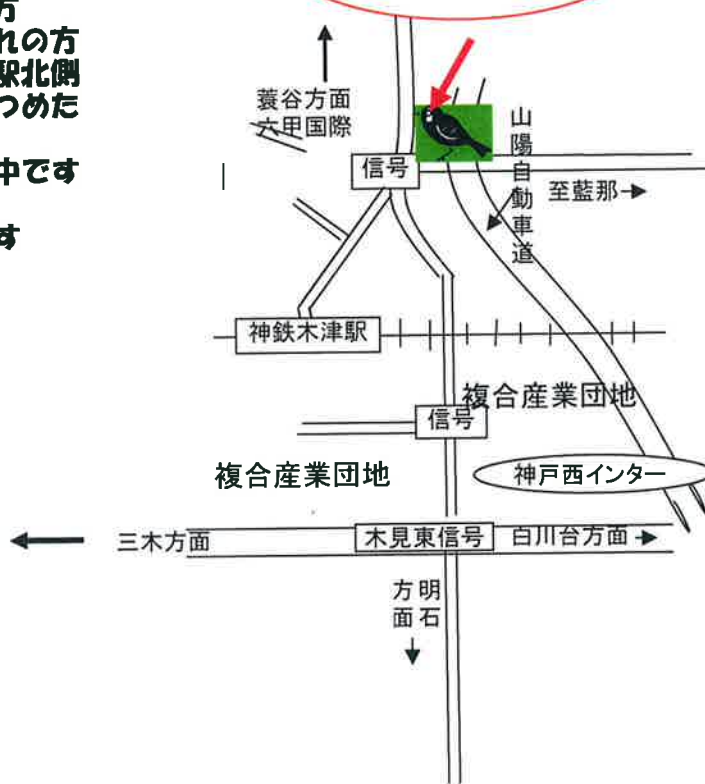 方
れの方
駅北側
つめた
中です
す
蓑谷方面
六甲国際
山陽自動車道
信号
至藍那→
神鉄木津駅
複合産業団地
信号
複合産業団地
神戸西インター
三木方面
木見東信号
白川台方面→
明石
方面